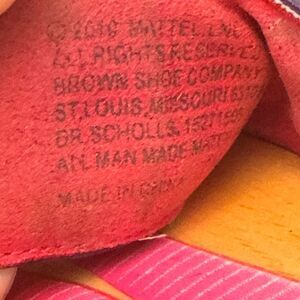 © 2010 MATTEL, INC.
ALL RIGHTS RESERVED
BROWN SHOE COMPANY
ST. LOUIS, MISSOURI
DR. SCHOLLS,
ALL MAN MADE
MADE IN CHINA